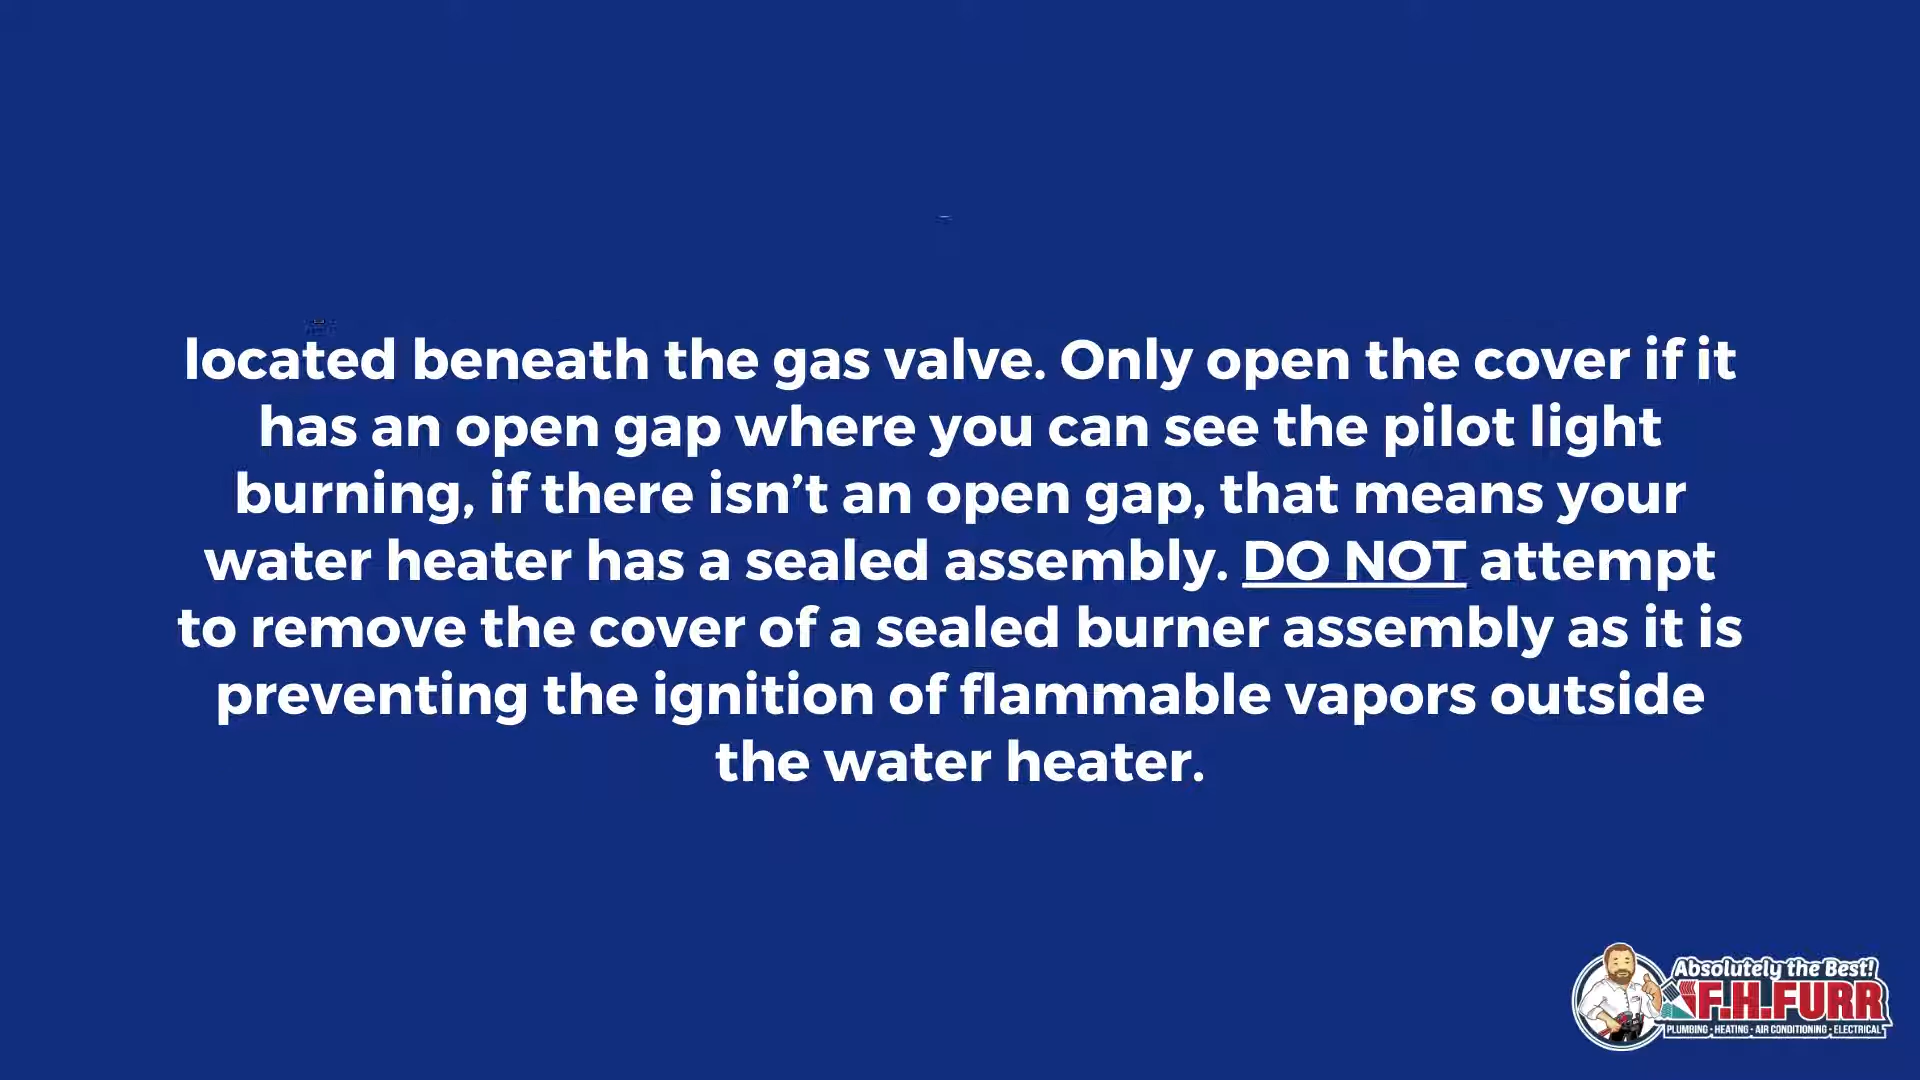 located beneath the gas valve. Only open the cover if it
has an open gap where you can see the pilot light
burning, if there isn’t an open gap, that means your
water heater has a sealed assembly. DO NOT attempt
to remove the cover of a sealed burner assembly as it is
preventing the ignition of flammable vapors outside
the water heater.
Absolutely the Best!
F.H.FURR
PLUMBING • HEATING • AIR CONDITIONING • ELECTRICAL